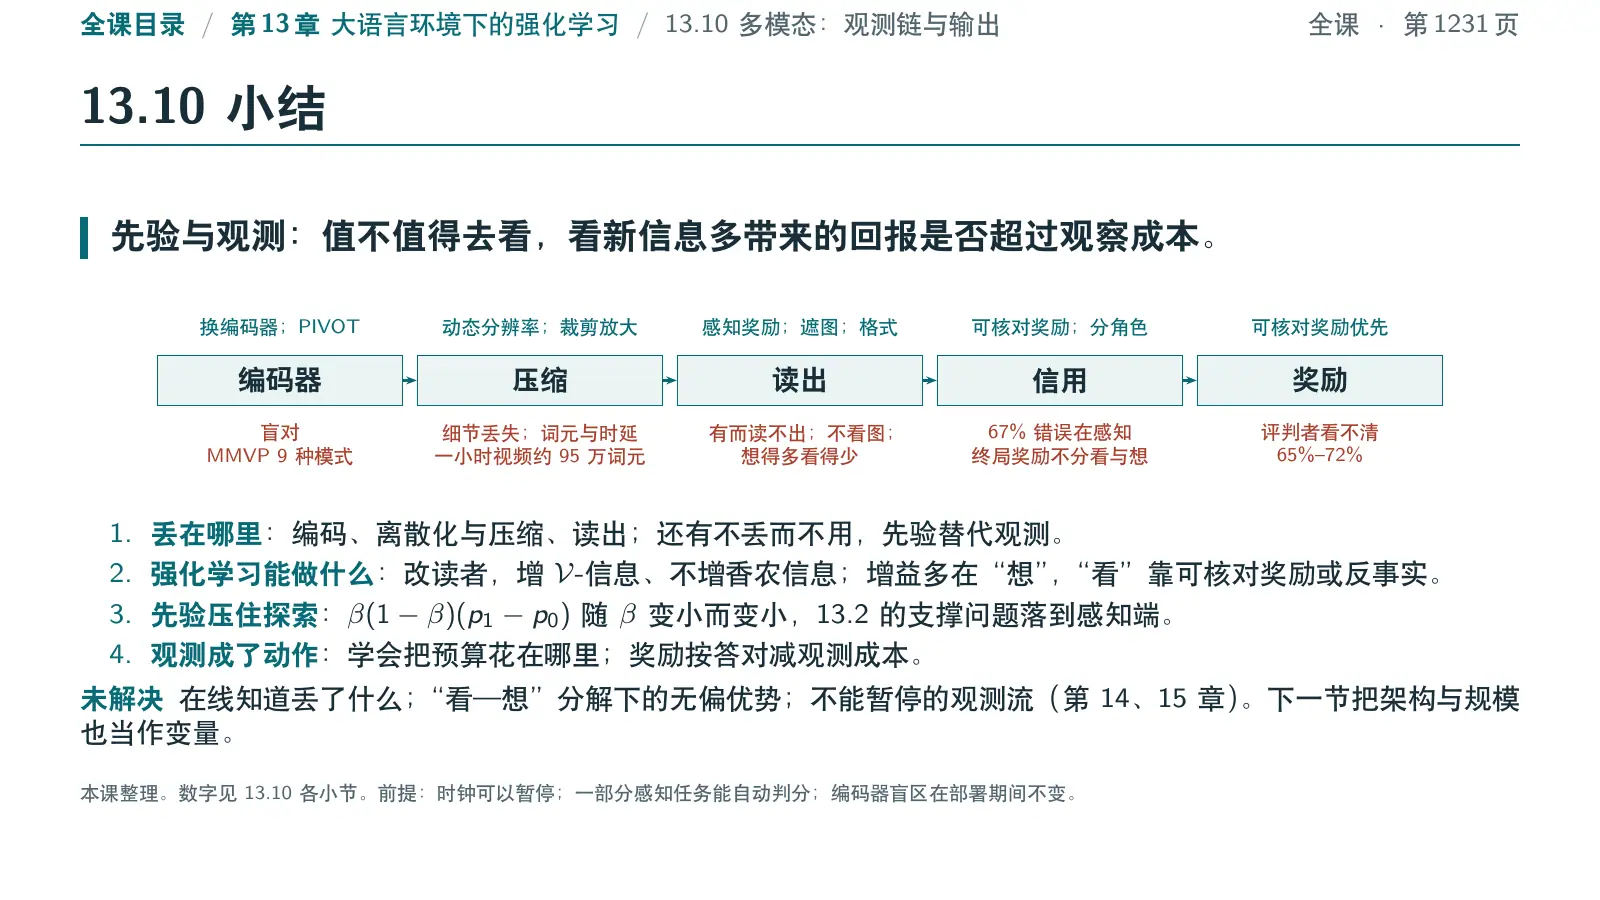 全课目录 / 第 13 章 大语言环境下的强化学习 / 13.10 多模态：观测链与输出
全课 · 第 1231 页
13.10 小结
先验与观测：值不值得去看，看新信息多带来的回报是否超过观察成本。
换编码器；PIVOT
动态分辨率；裁剪放大
感知奖励；遮图；格式
可核对奖励；分角色
可核对奖励优先
编码器
压缩
读出
信用
奖励
盲对
MMVP 9 种模式
细节丢失；词元与时延
一小时视频约 95 万词元
有而读不出；不看图；
想得多看得少
67% 错误在感知
终局奖励不分看与想
评判者看不清
65%–72%
1. 丢在哪里：编码、离散化与压缩、读出；还有不丢而不用，先验替代观测。
2. 强化学习能做什么：改读者，增 𝒱-信息、不增香农信息；增益多在“想”，“看”靠可核对奖励或反事实。
3. 先验压住探索：β(1 − β)(p₁ − p₀) 随 β 变小而变小，13.2 的支撑问题落到感知端。
4. 观测成了动作：学会把预算花在哪里；奖励按答对减观测成本。
未解决 在线知道丢了什么；“看—想”分解下的无偏优势；不能暂停的观测流（第 14、15 章）。下一节把架构与规模
也当作变量。
本课整理。数字见 13.10 各小节。前提：时钟可以暂停；一部分感知任务能自动判分；编码器盲区在部署期间不变。